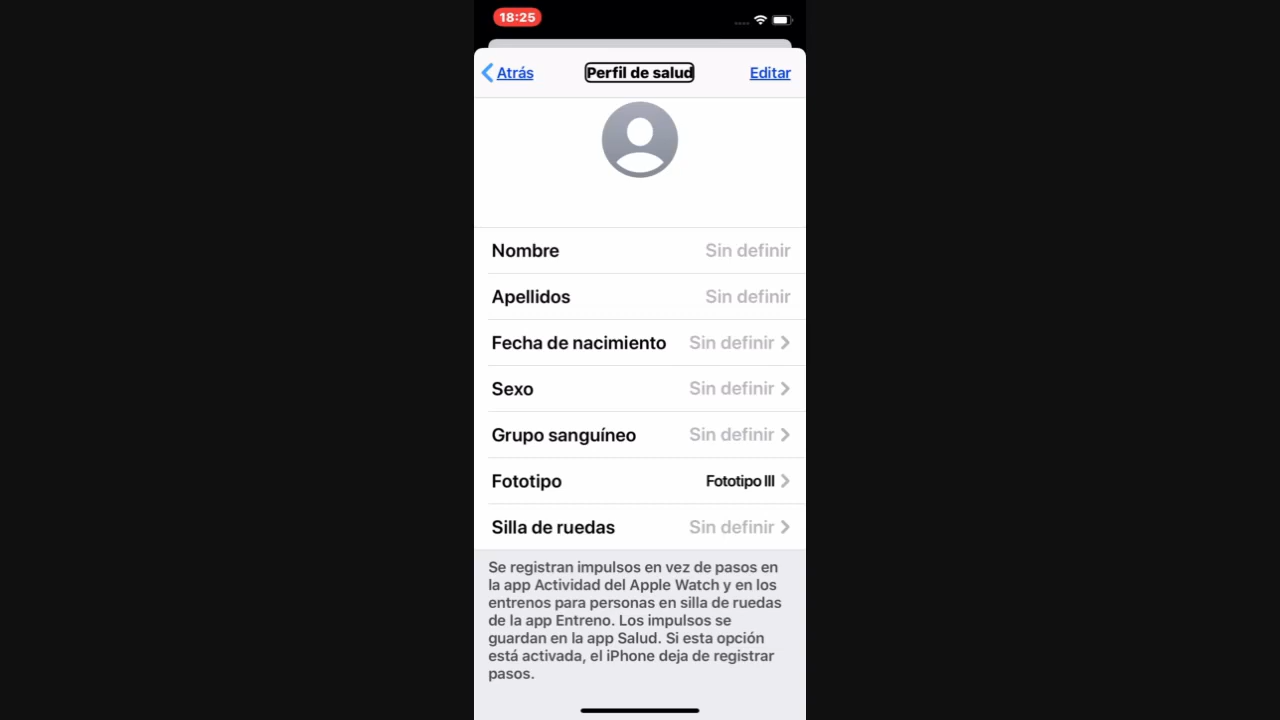 18:25
Atrás
Perfil de salud
Editar
Nombre Sin definir
Apellidos Sin definir
Fecha de nacimiento Sin definir
Sexo Sin definir
Grupo sanguíneo Sin definir
Fototipo Fototipo III
Silla de ruedas Sin definir
Se registran impulsos en vez de pasos en
la app Actividad del Apple Watch y en los
entrenos para personas en silla de ruedas
de la app Entreno. Los impulsos se
guardan en la app Salud. Si esta opción
está activada, el iPhone deja de registrar
pasos.